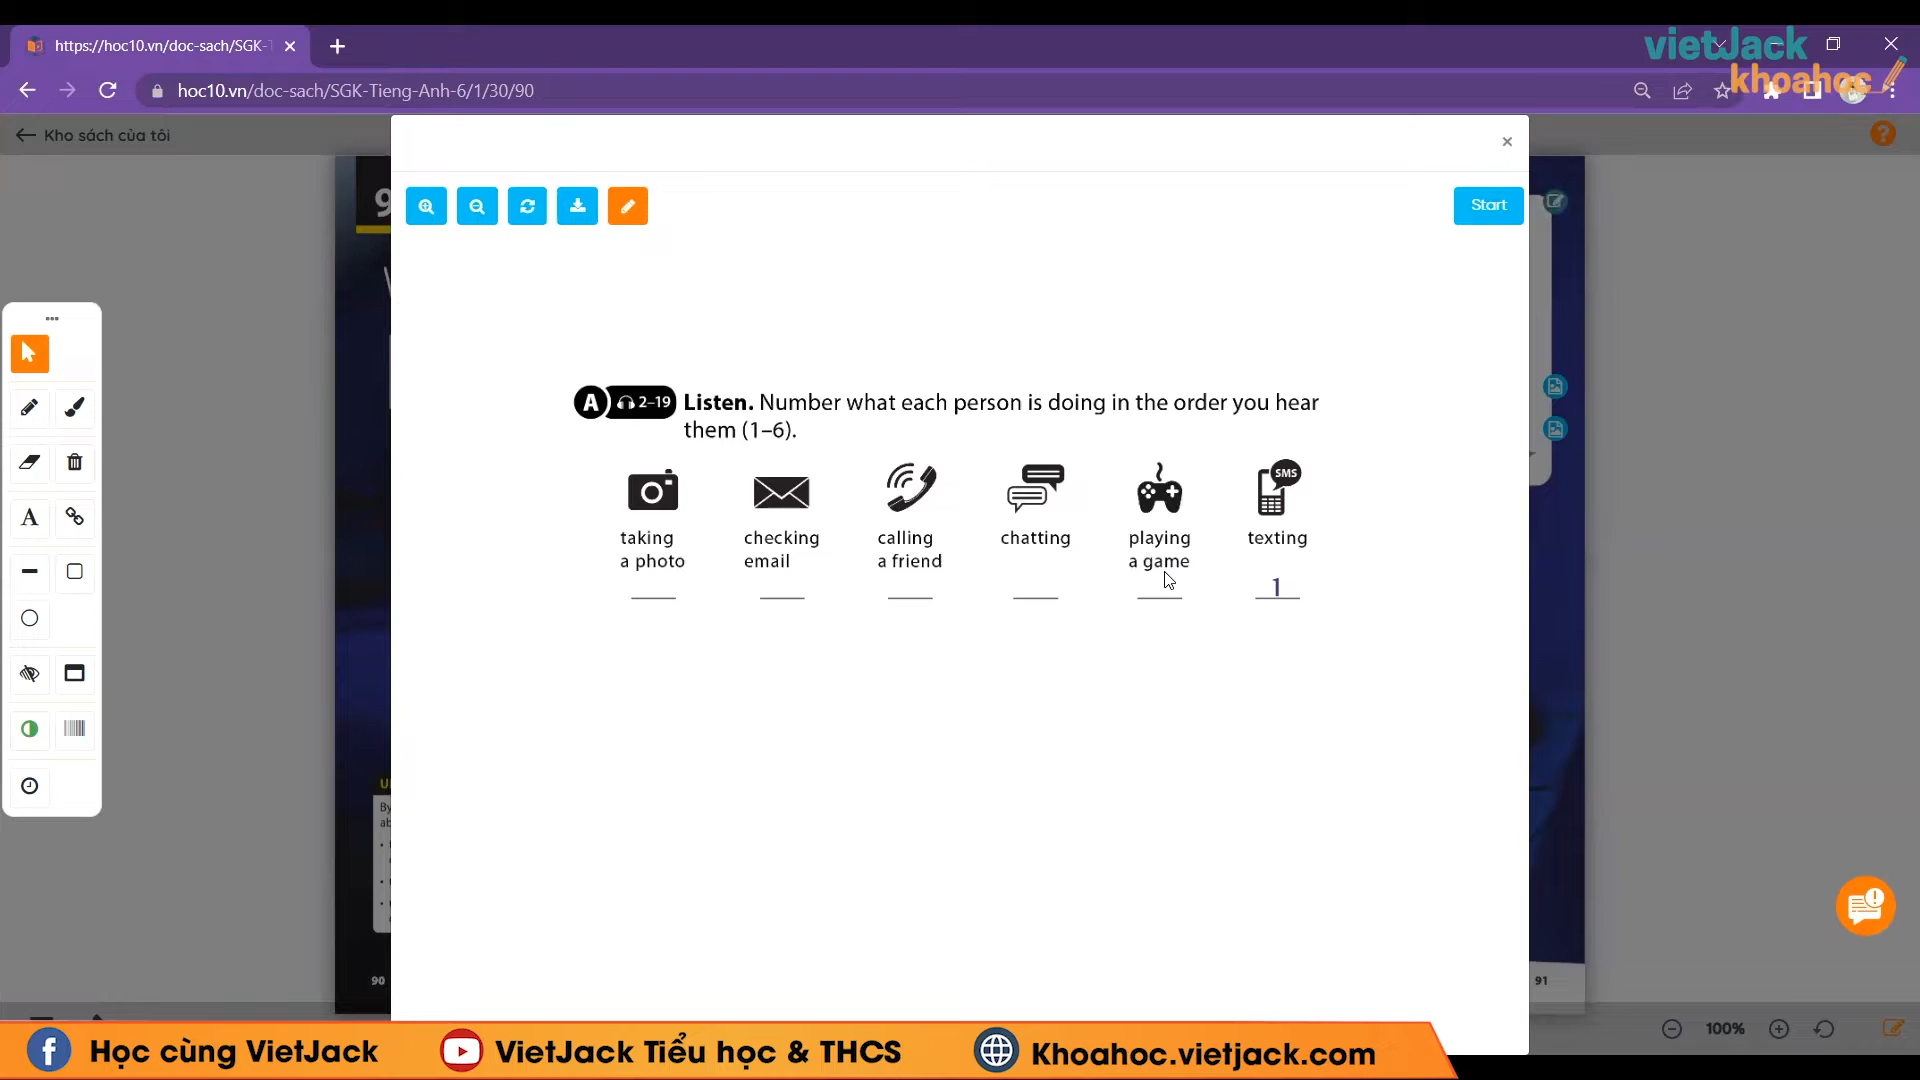 https://hoc10.vn/doc-sach/SGK-T
vietJack
khoahoc
hoc10.vn/doc-sach/SGK-Tieng-Anh-6/1/30/90
Kho sách của tôi
Start
A 2–19 Listen. Number what each person is doing in the order you hear
them (1–6).
SMS
taking
a photo
checking
email
calling
a friend
chatting
playing
a game
texting
1
9
By
90
91
100%
Học cùng VietJack
VietJack Tiểu học & THCS
Khoahoc.vietjack.com